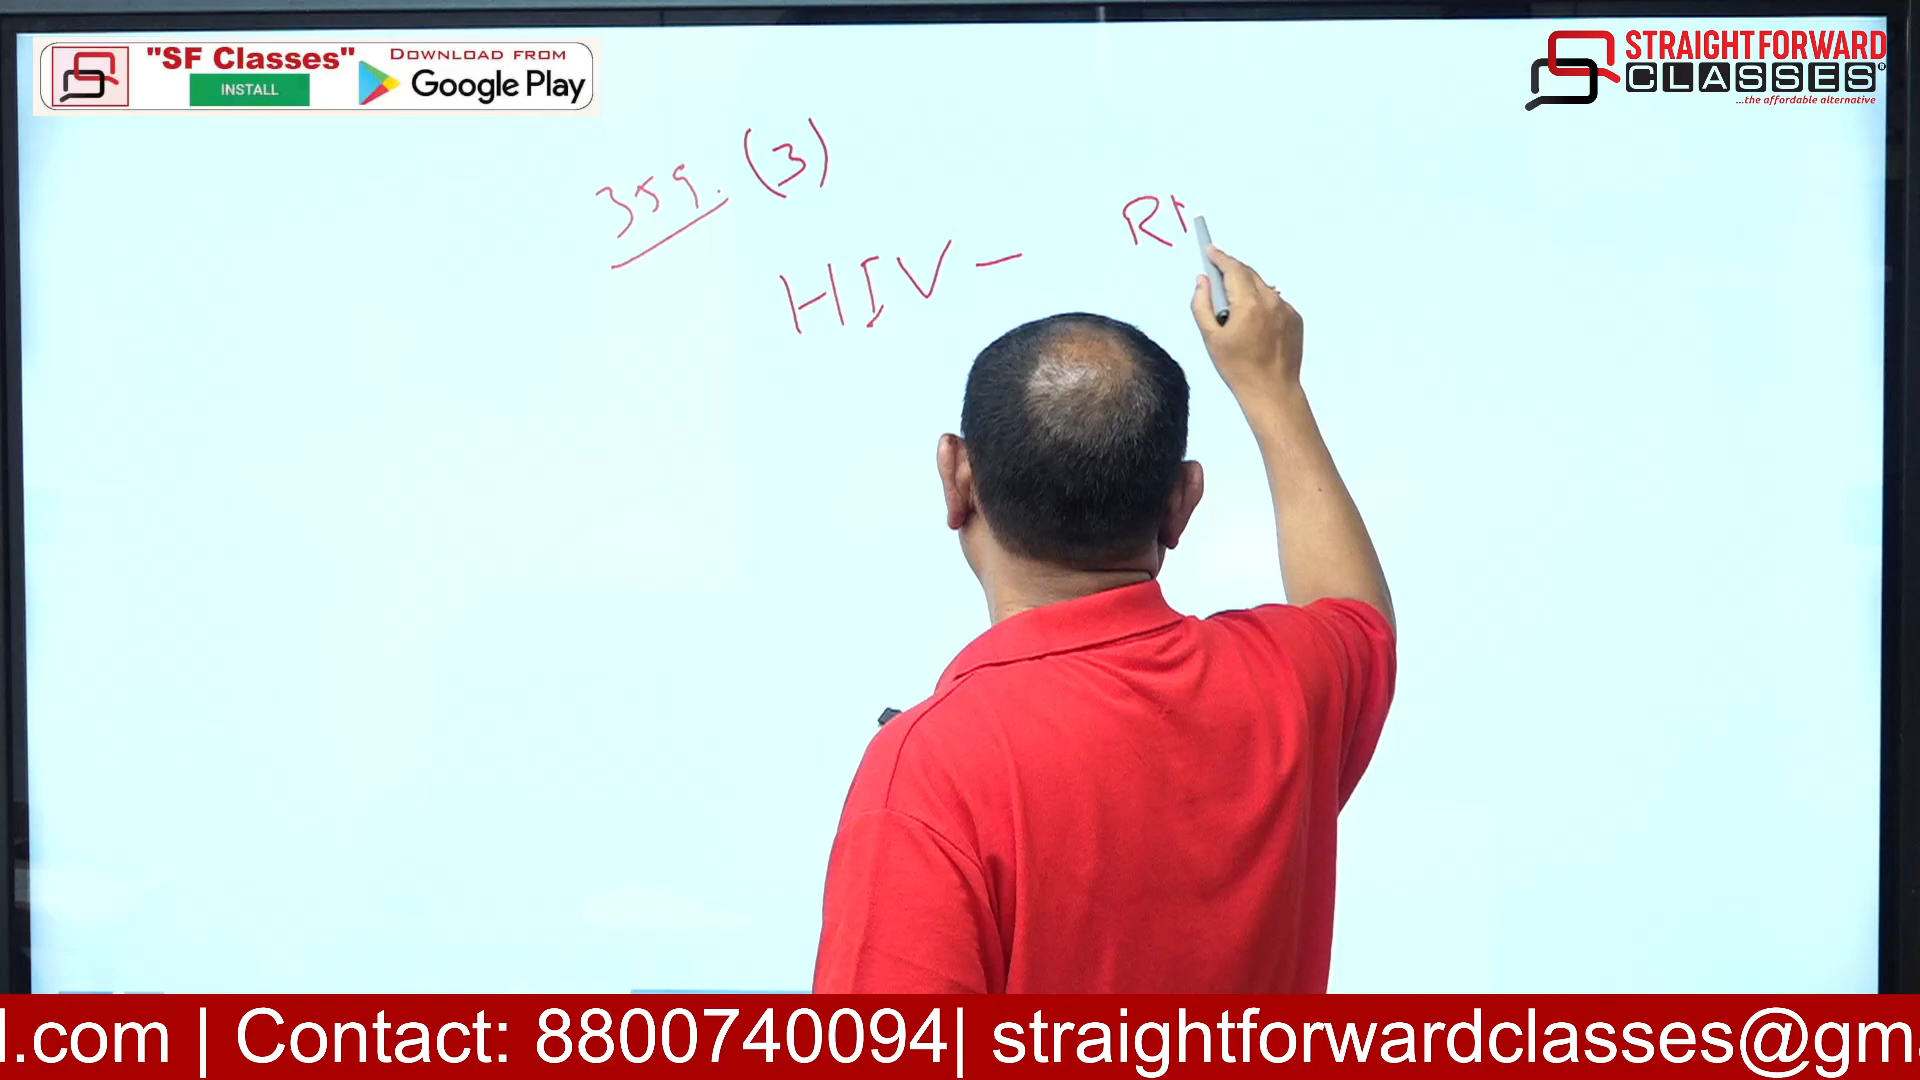 "SF Classes"
INSTALL
DOWNLOAD FROM
Google Play
STRAIGHT FORWARD
CLASSES®
...the affordable alternative
359. (3)
HIV –
l.com | Contact: 8800740094| straightforwardclasses@gm